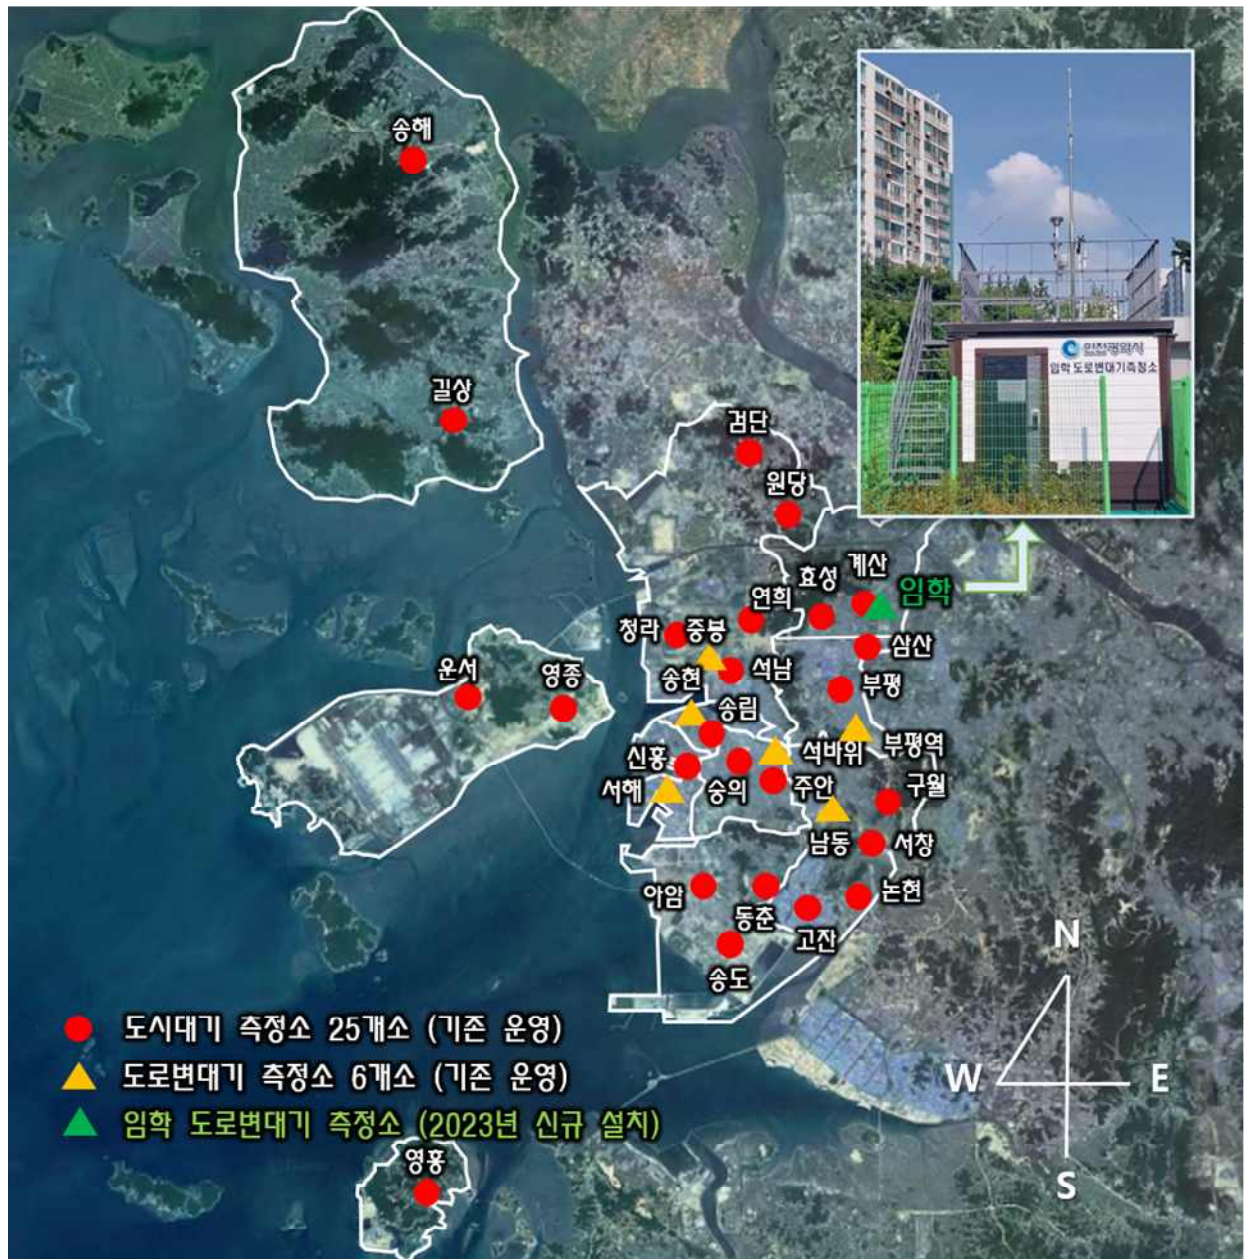 송해
인천광역시
임학 도로변대기측정소
길상
검단
원당
효성
계산
임학
연희
청라
중봉
삼산
운서
영종
송현
석남
부평
송림
신흥
석바위
부평역
서해
숭의
주안
구월
남동
서창
아암
동춘
고잔
논현
송도
N
W
E
S
도시대기 측정소 25개소 (기존 운영)
도로변대기 측정소 6개소 (기존 운영)
임학 도로변대기 측정소 (2023년 신규 설치)
영흥